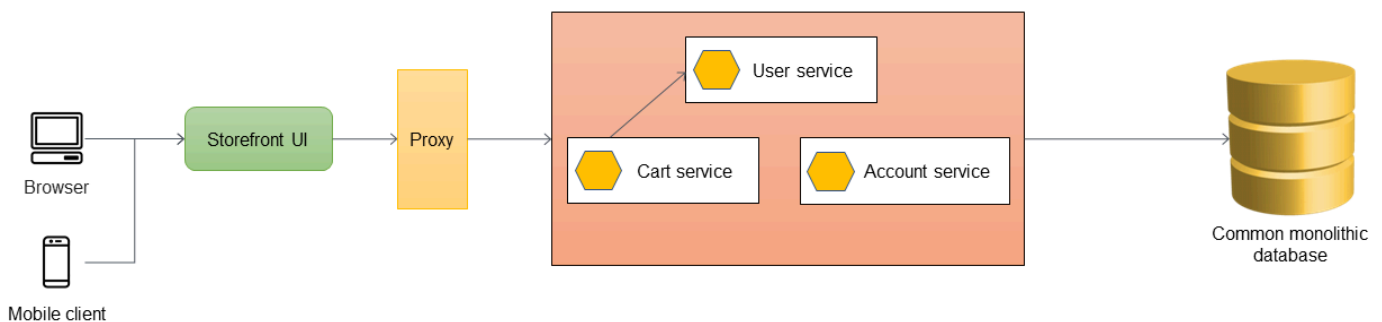 Browser
Mobile client
Storefront UI
Proxy
User service
Cart service
Account service
Common monolithic
database